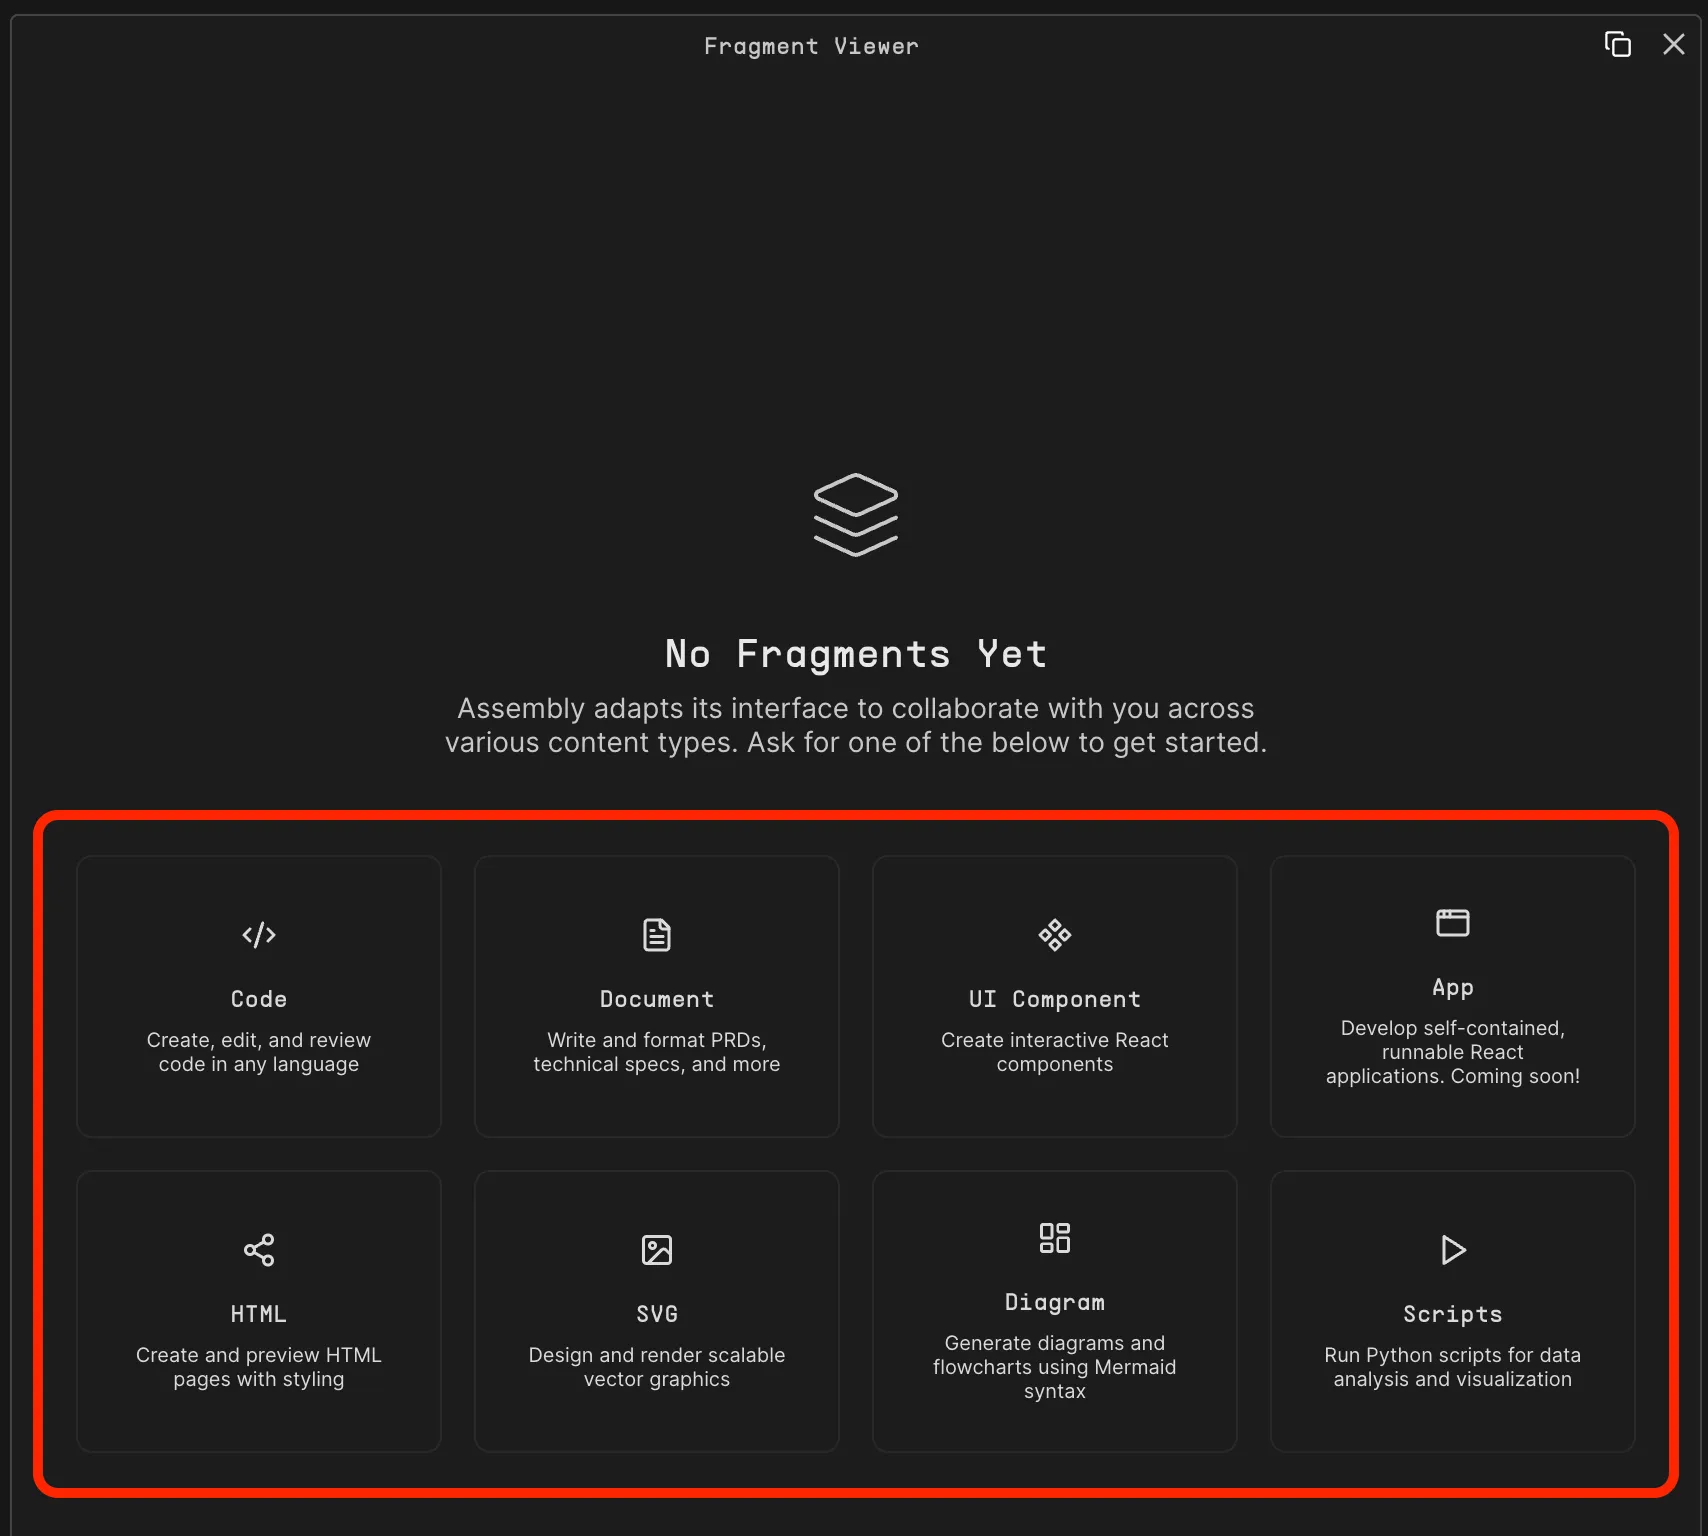 Fragment Viewer
No Fragments Yet
Assembly adapts its interface to collaborate with you across
various content types. Ask for one of the below to get started.
Code
Create, edit, and review
code in any language
Document
Write and format PRDs,
technical specs, and more
UI Component
Create interactive React
components
App
Develop self-contained,
runnable React
applications. Coming soon!
HTML
Create and preview HTML
pages with styling
SVG
Design and render scalable
vector graphics
Diagram
Generate diagrams and
flowcharts using Mermaid
syntax
Scripts
Run Python scripts for data
analysis and visualization